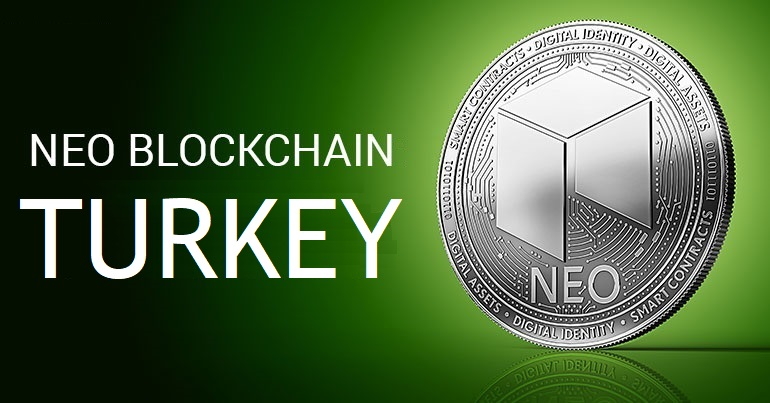 NEO BLOCKCHAIN
TURKEY
SMART CONTRACTS • DIGITAL IDENTITY • DIGITAL ASSETS
NEO
DIGITAL ASSETS • DIGITAL IDENTITY • SMART CONTRACTS